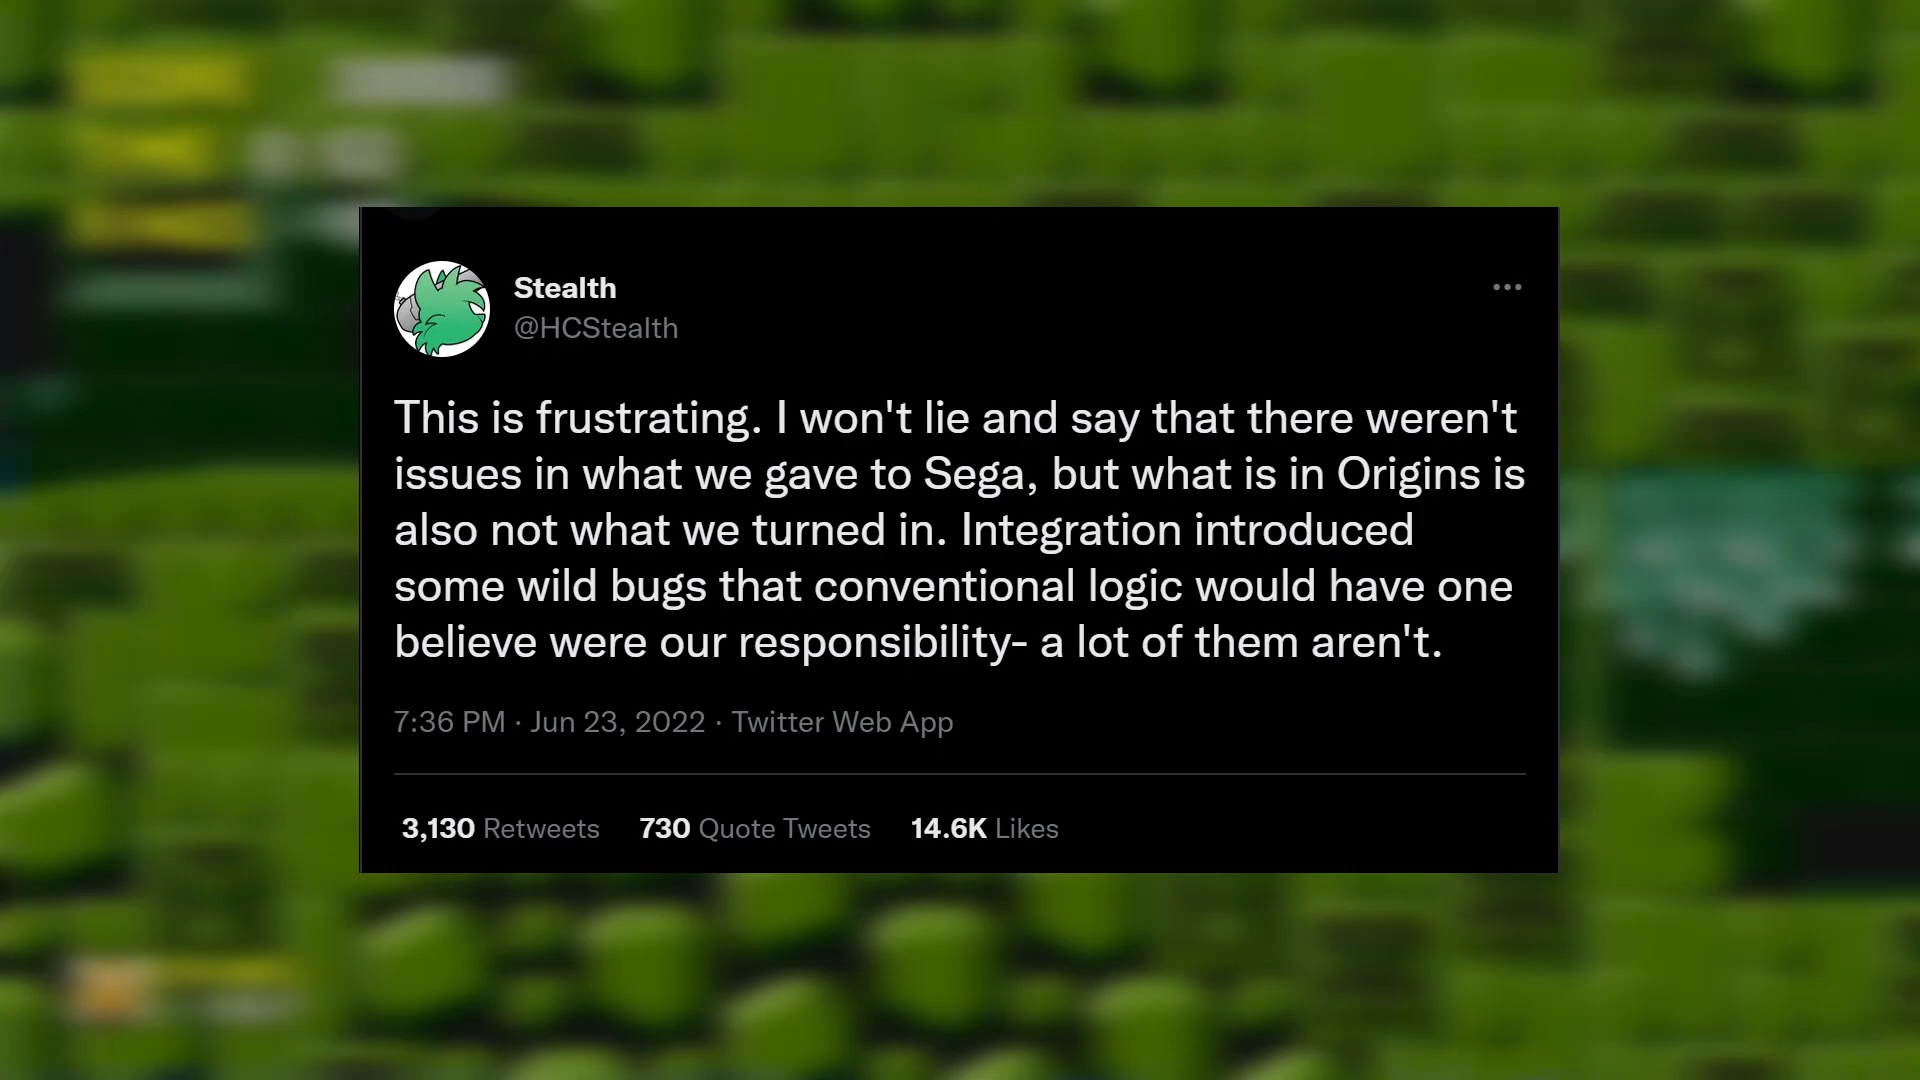 Stealth
@HCStealth
This is frustrating. I won't lie and say that there weren't
issues in what we gave to Sega, but what is in Origins is
also not what we turned in. Integration introduced
some wild bugs that conventional logic would have one
believe were our responsibility- a lot of them aren't.
7:36 PM · Jun 23, 2022 · Twitter Web App
3,130 Retweets 730 Quote Tweets 14.6K Likes